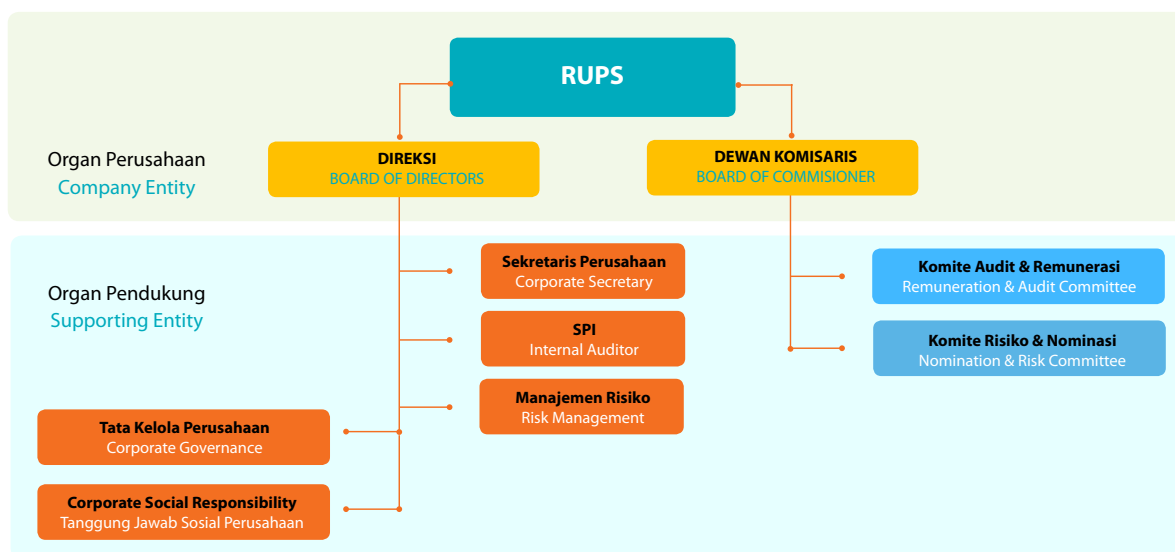 RUPS
Organ Perusahaan
Company Entity
DIREKSI
BOARD OF DIRECTORS
DEWAN KOMISARIS
BOARD OF COMMISIONER
Organ Pendukung
Supporting Entity
Sekretaris Perusahaan
Corporate Secretary
SPI
Internal Auditor
Manajemen Risiko
Risk Management
Tata Kelola Perusahaan
Corporate Governance
Corporate Social Responsibility
Tanggung Jawab Sosial Perusahaan
Komite Audit & Remunerasi
Remuneration & Audit Committee
Komite Risiko & Nominasi
Nomination & Risk Committee